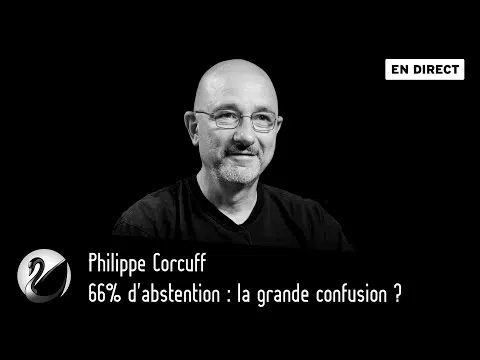 EN DIRECT
Philippe Corcuff
66% d'abstention : la grande confusion ?